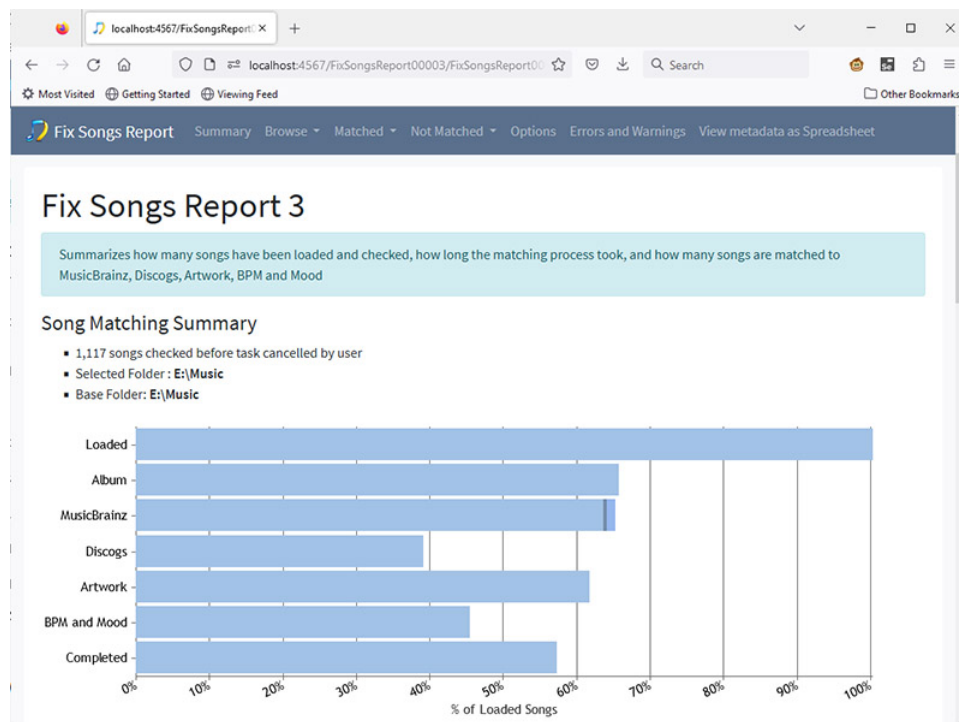 localhost:4567/FixSongsReport
localhost:4567/FixSongsReport00003/FixSongsReport00
Search
Most Visited
Getting Started
Viewing Feed
Other Bookmarks
Fix Songs Report
Summary
Browse
Matched
Not Matched
Options
Errors and Warnings
View metadata as Spreadsheet
Fix Songs Report 3
Summarizes how many songs have been loaded and checked, how long the matching process took, and how many songs are matched to
MusicBrainz, Discogs, Artwork, BPM and Mood
Song Matching Summary
1,117 songs checked before task cancelled by user
Selected Folder : E:\Music
Base Folder: E:\Music
Loaded
Album
MusicBrainz
Discogs
Artwork
BPM and Mood
Completed
0%
10%
20%
30%
40%
50%
60%
70%
80%
90%
100%
% of Loaded Songs